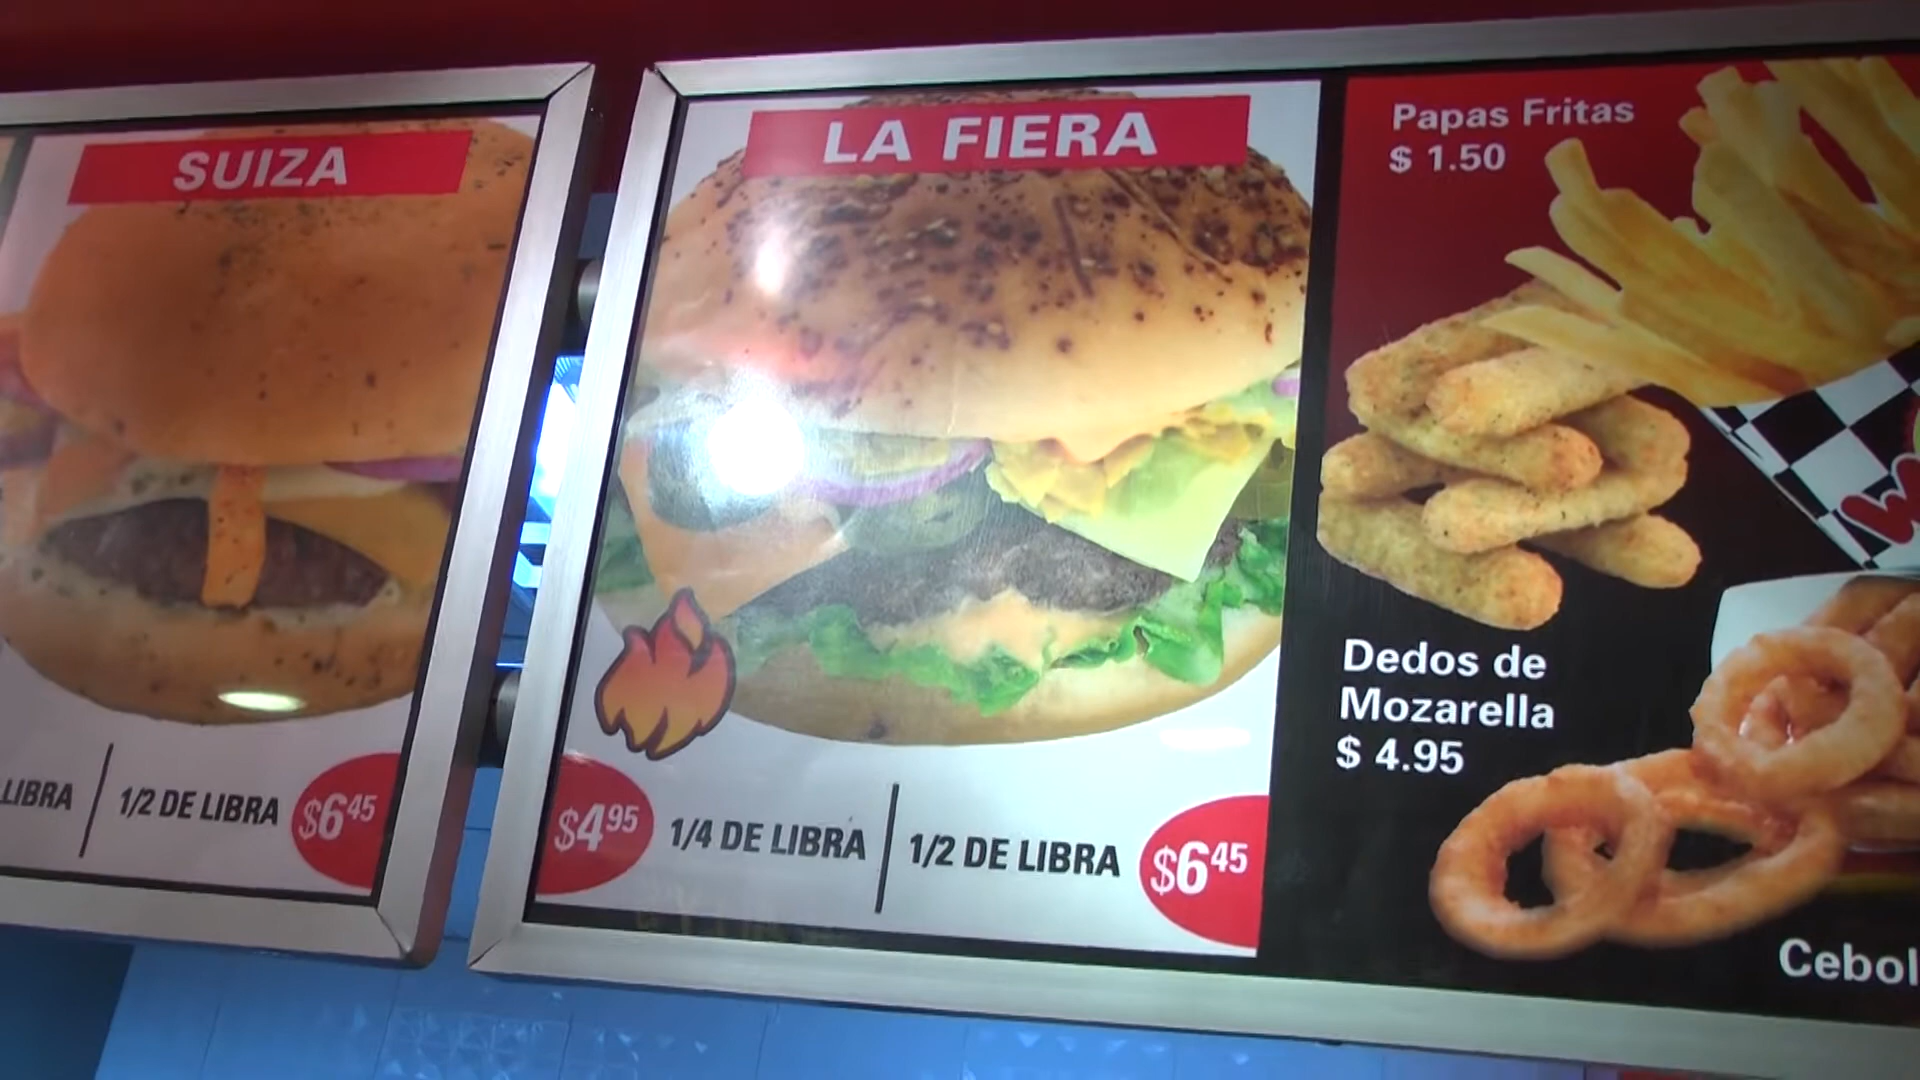 SUIZA
LIBRA
1/2 DE LIBRA
$6.45
LA FIERA
$4.95
1/4 DE LIBRA
1/2 DE LIBRA
$6.45
Papas Fritas
$ 1.50
Dedos de
Mozarella
$ 4.95
Cebol